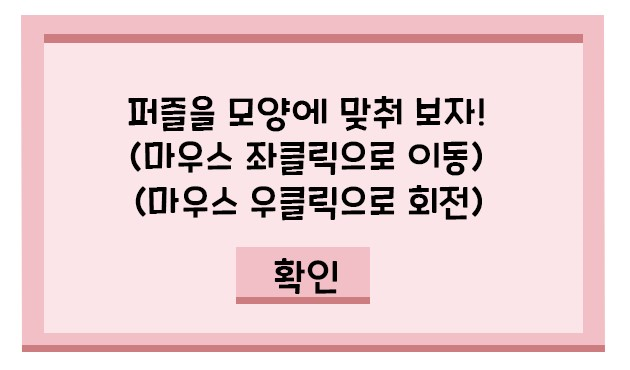 퍼즐을 모양에 맞춰 보자!
(마우스 좌클릭으로 이동)
(마우스 우클릭으로 회전)
확인